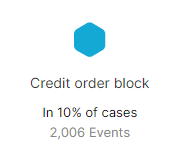 Credit order block
In 10% of cases
2,006 Events